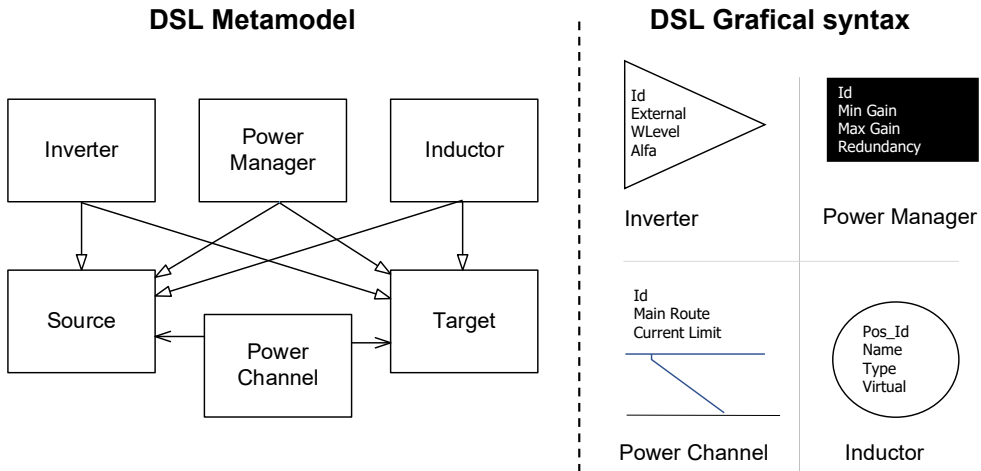 DSL Metamodel
Inverter
Power
Manager
Inductor
Source
Target
Power
Channel
DSL Grafical syntax
Id
External
WLevel
Alfa
Inverter
Id
Min Gain
Max Gain
Redundancy
Power Manager
Id
Main Route
Current Limit
Power Channel
Pos_Id
Name
Type
Virtual
Inductor